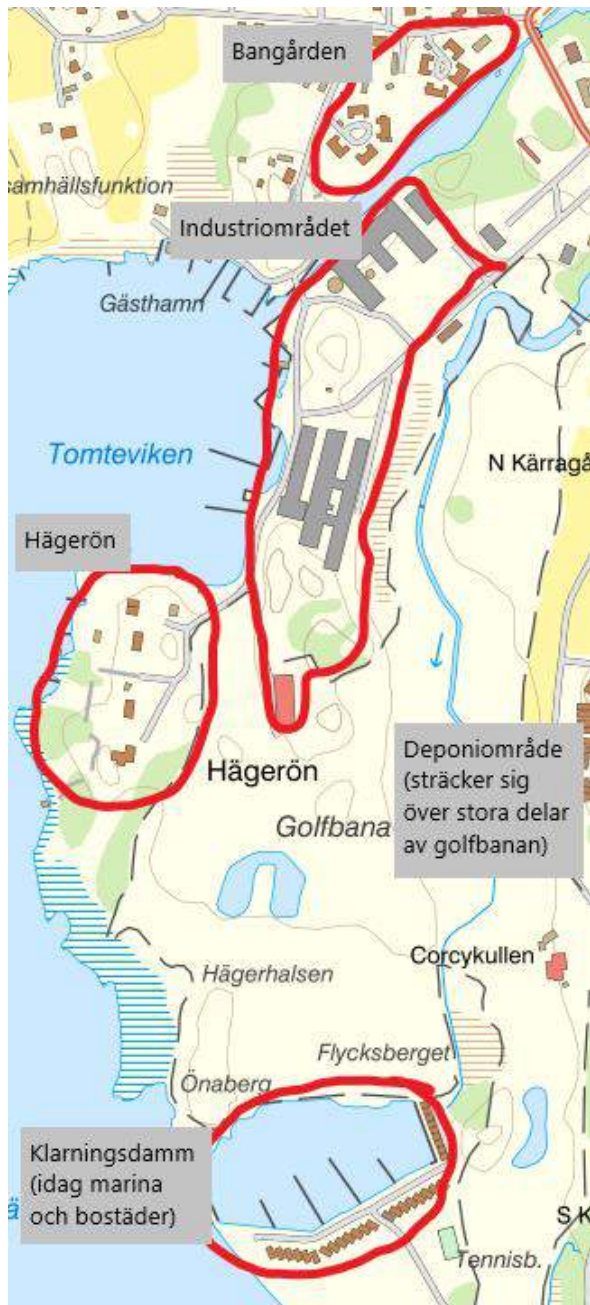 Bangården
samhällsfunktion
Industriområdet
Gästhamn
Tomteviken
N Kärragå
Hägerön
Hägerön
Deponiområde
(sträcker sig
över stora delar
av golfbanan)
Golfbana
Corcykullen
Hägerhalsen
Flycksberget
Önaberg
Klarningsdamm
(idag marina
och bostäder)
ä
S K
Tennisb.